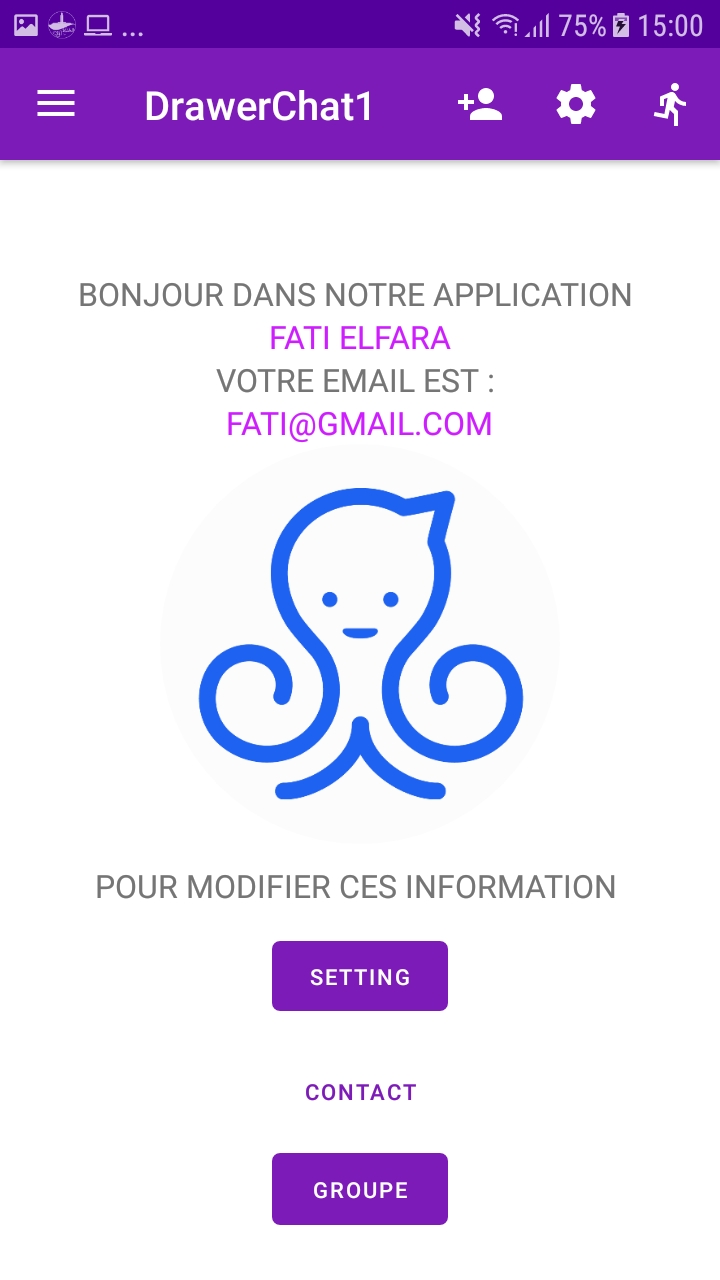 ... 75% 15:00
DrawerChat1
BONJOUR DANS NOTRE APPLICATION
FATI ELFARA
VOTRE EMAIL EST :
FATI@GMAIL.COM
POUR MODIFIER CES INFORMATION
SETTING
CONTACT
GROUPE